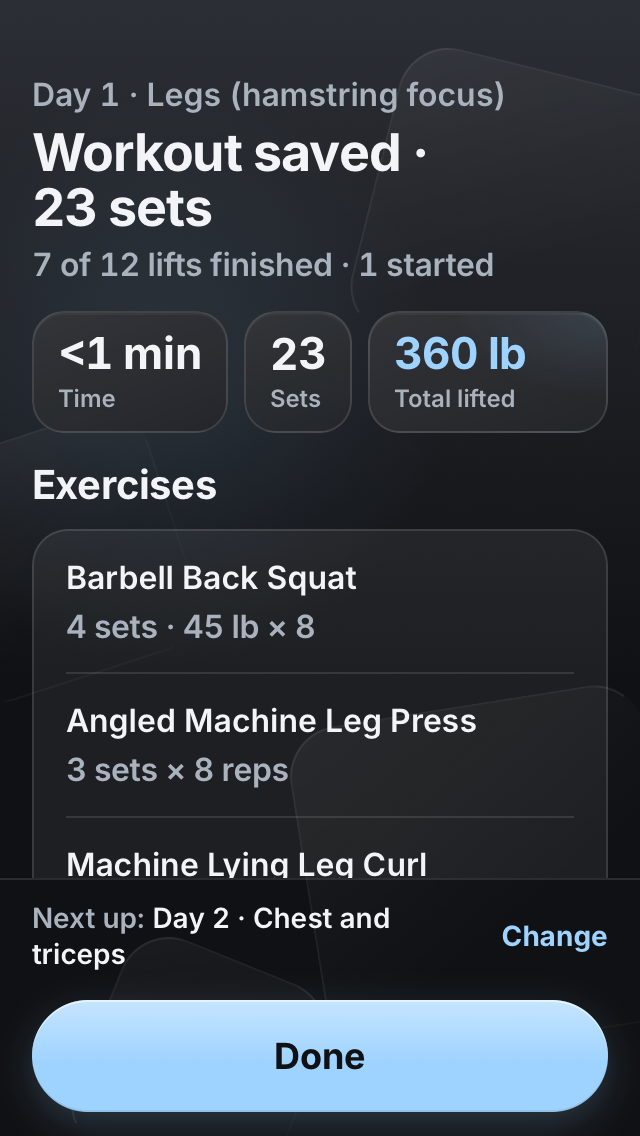 Day 1 · Legs (hamstring focus)
Workout saved ·
23 sets
7 of 12 lifts finished · 1 started
<1 min
Time
23
Sets
360 lb
Total lifted
Exercises
Barbell Back Squat
4 sets · 45 lb × 8
Angled Machine Leg Press
3 sets × 8 reps
Machine Lying Leg Curl
Next up: Day 2 · Chest and
triceps
Change
Done